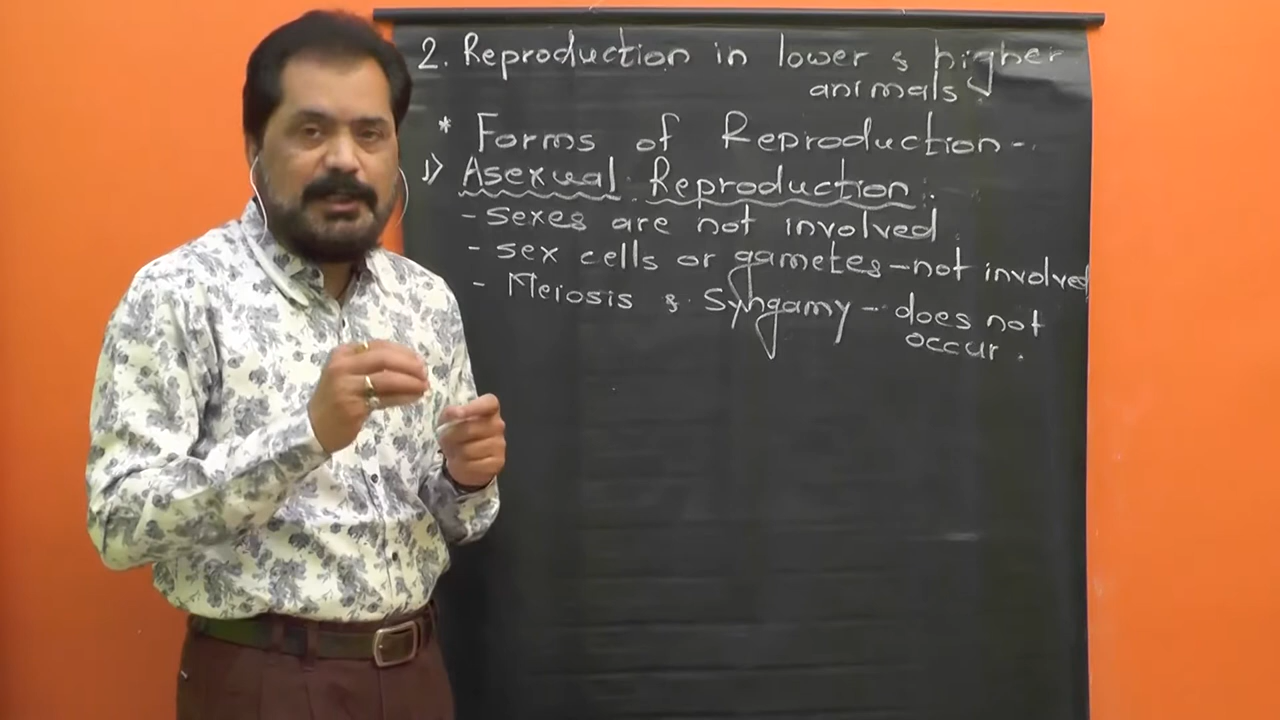 2. Reproduction in lower & higher
animals.
* Forms of Reproduction-.
1) Asexual Reproduction.
- sexes are not involved.
- sex cells or gametes - not involved
- Meiosis & Syngamy - does not
occur.